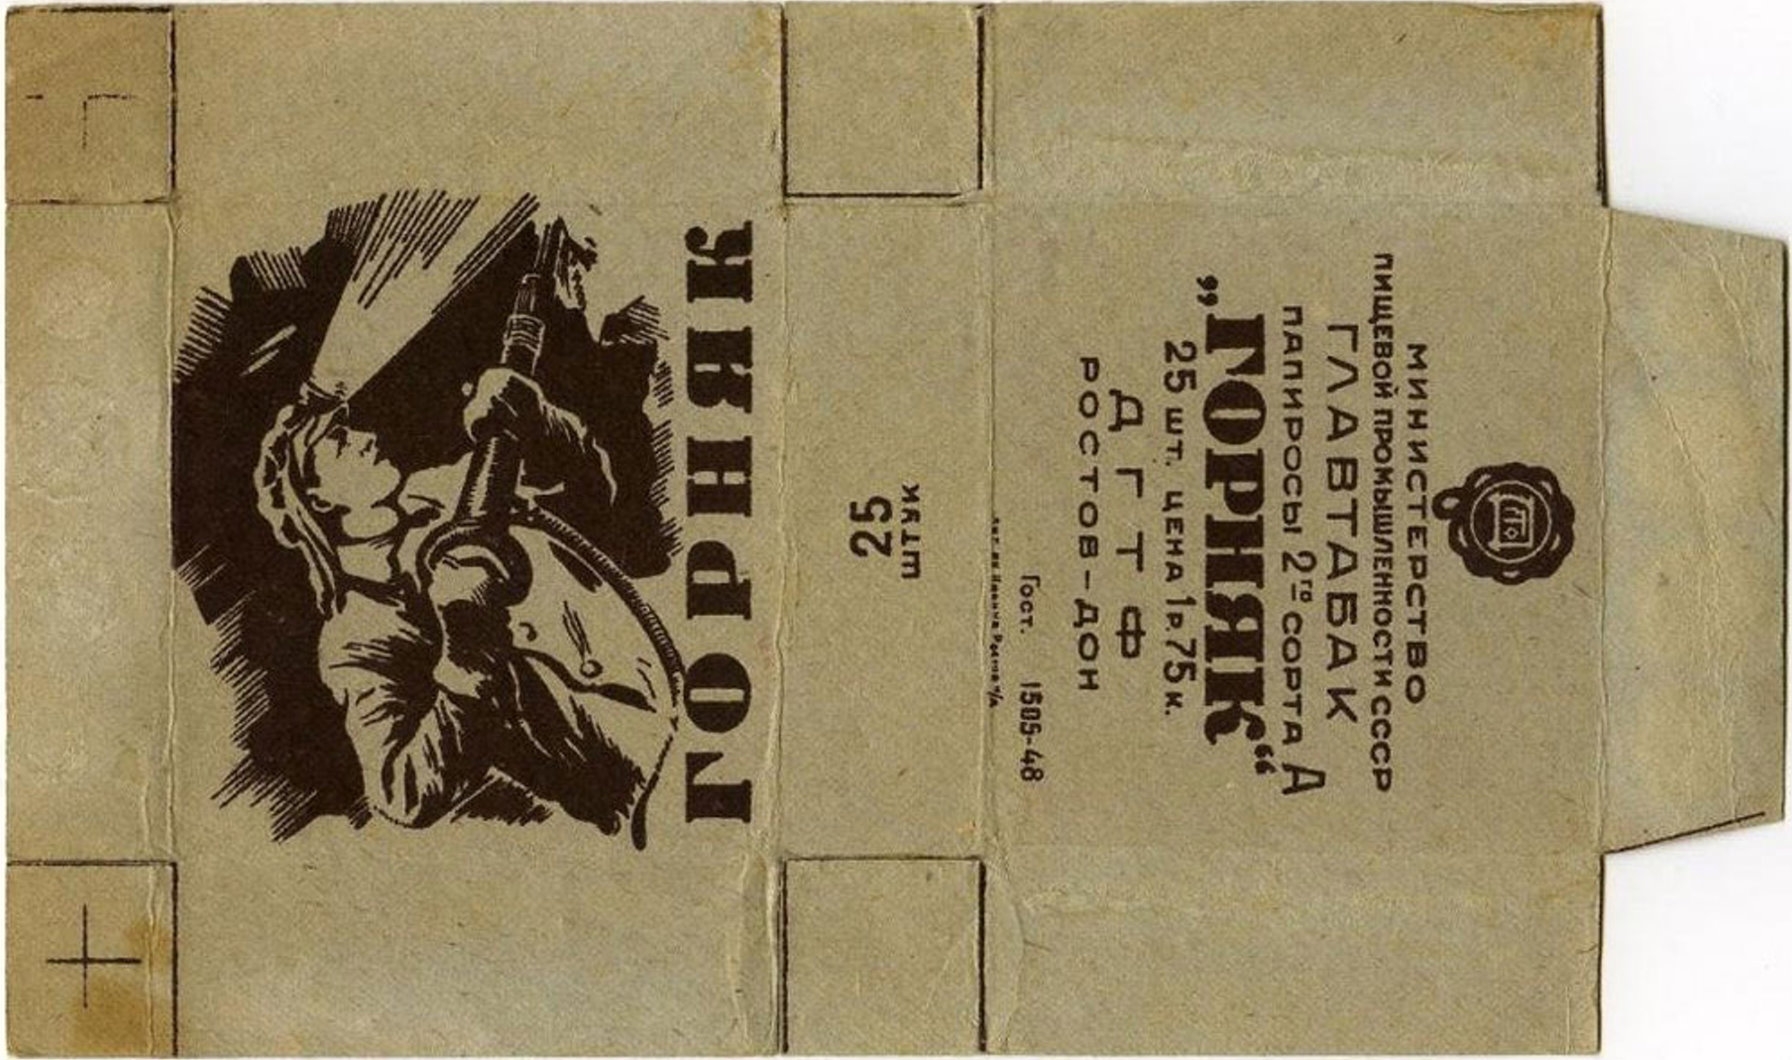 ГОРНЯК
25
ШТУК
МИНИСТЕРСТВО
ПИЩЕВОЙ ПРОМЫШЛЕННОСТИ СССР
ГЛАВТАБАК
ПАПИРОСЫ 2го СОРТА А
„ГОРНЯК“
25 ШТ. ЦЕНА 1р.75к.
ДГТФ
РОСТОВ-ДОН
Гост. 1505-48